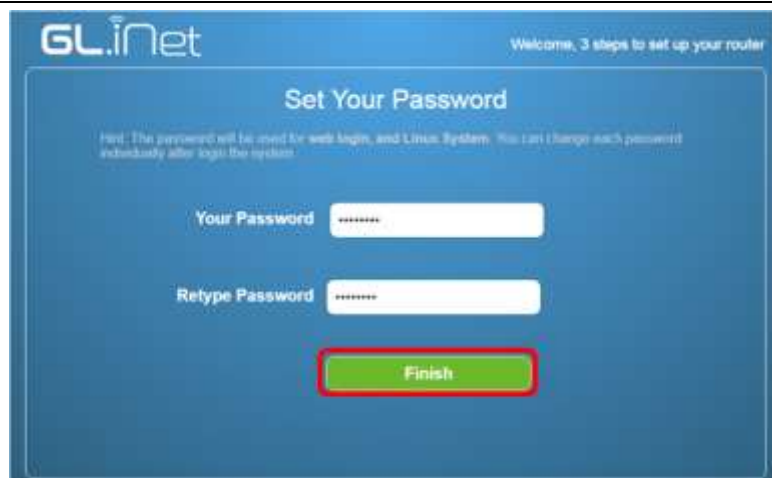 GL.iNet
Welcome, 3 steps to set up your router
Set Your Password
Hint: The password will be used for web login, and Linux System. You can change each password
individually after login the system
Your Password ••••••••
Retype Password ••••••••
Finish